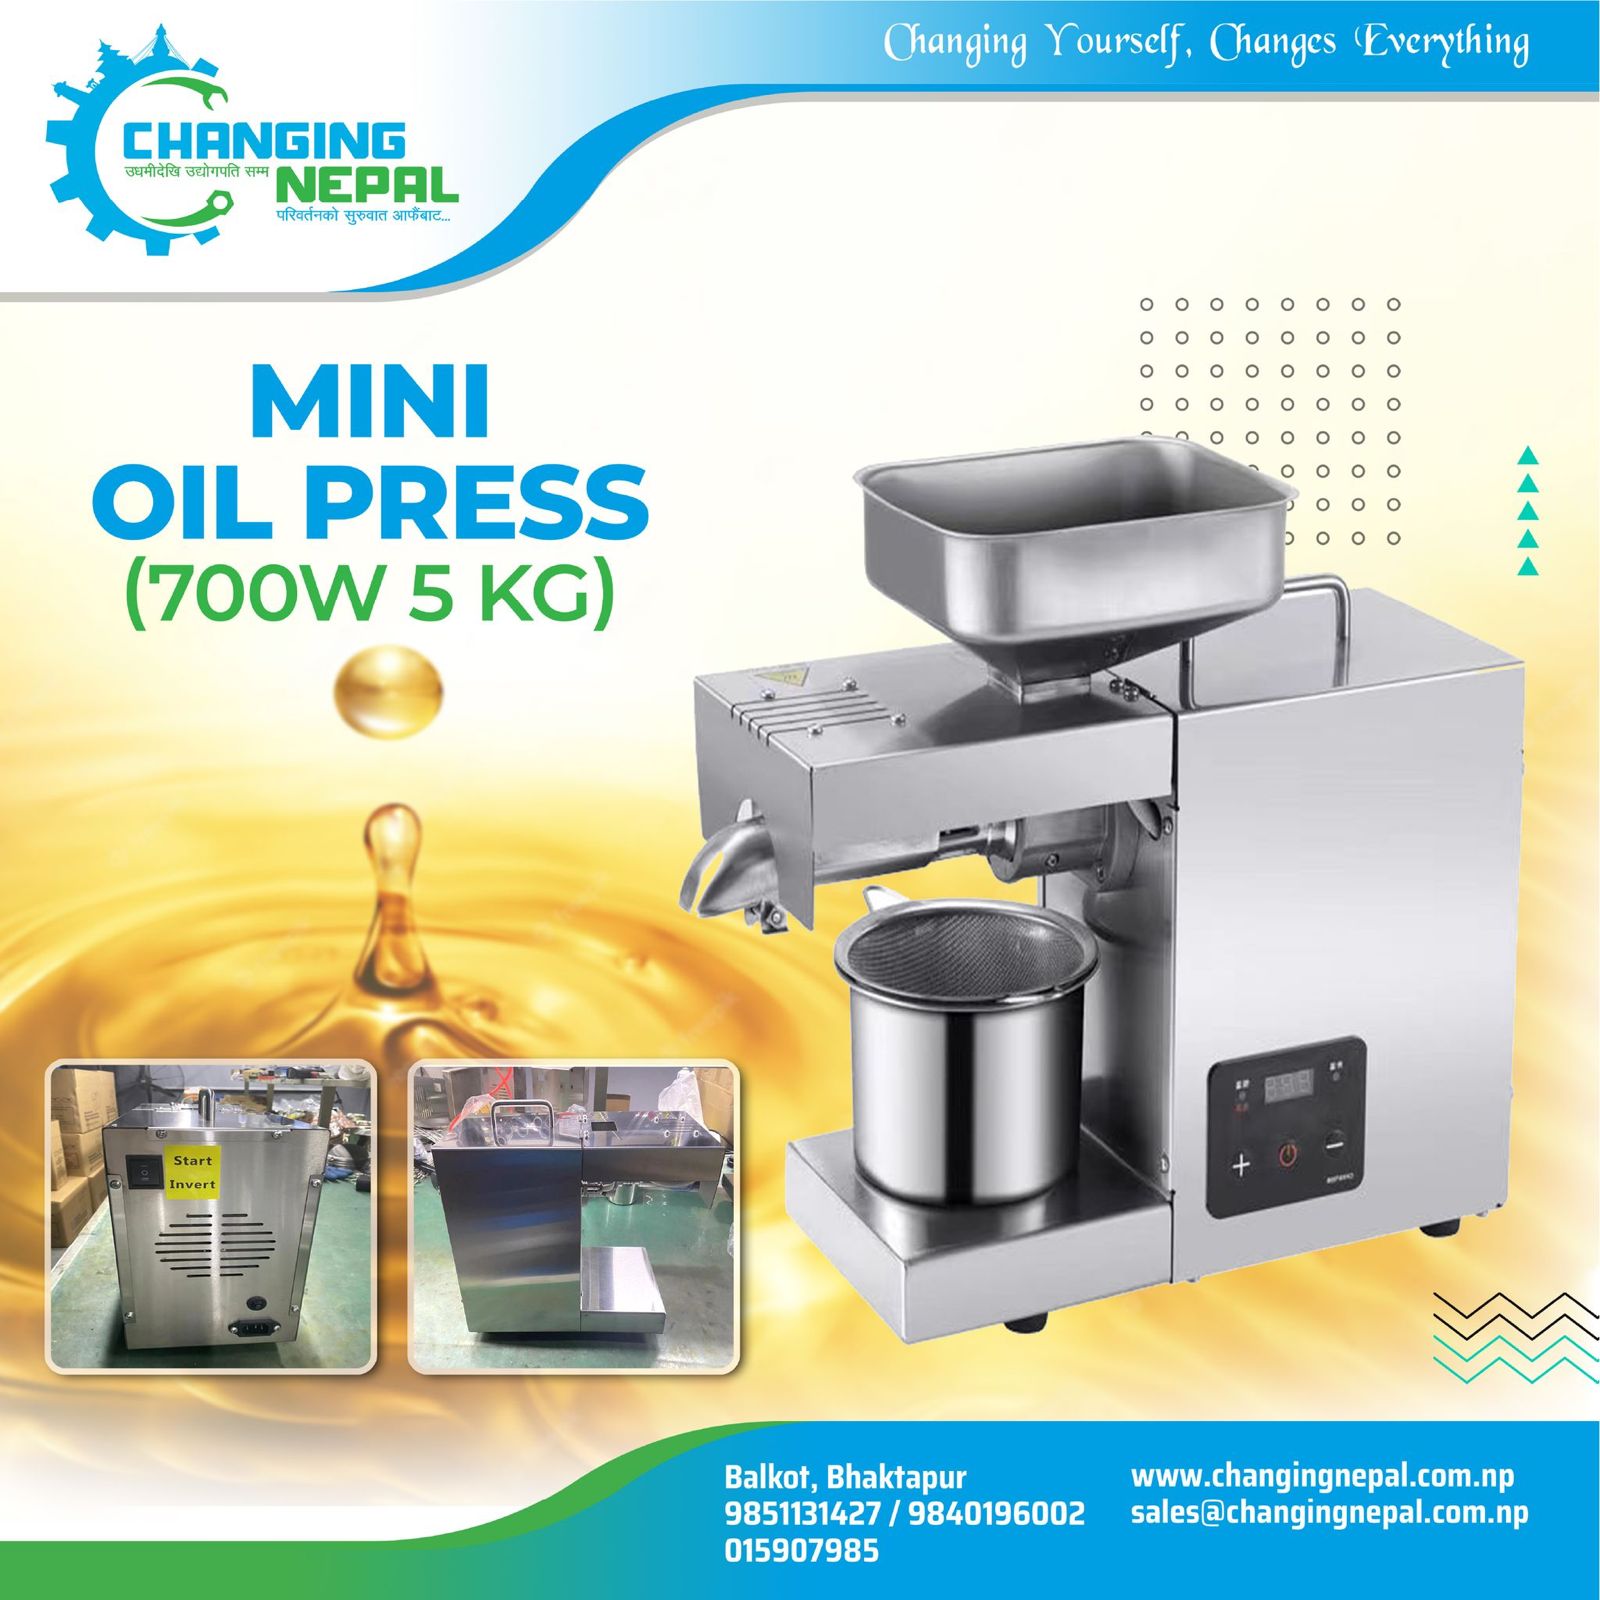 Changing Yourself, Changes Everything
CHANGING
उधमीदेखि उद्योगपति सम्म
NEPAL
परिवर्तनको सुरुवात आफैंबाट...
MINI
OIL PRESS
(700W 5 KG)
Start
Invert
Balkot, Bhaktapur
9851131427 / 9840196002
015907985
www.changingnepal.com.np
sales@changingnepal.com.np